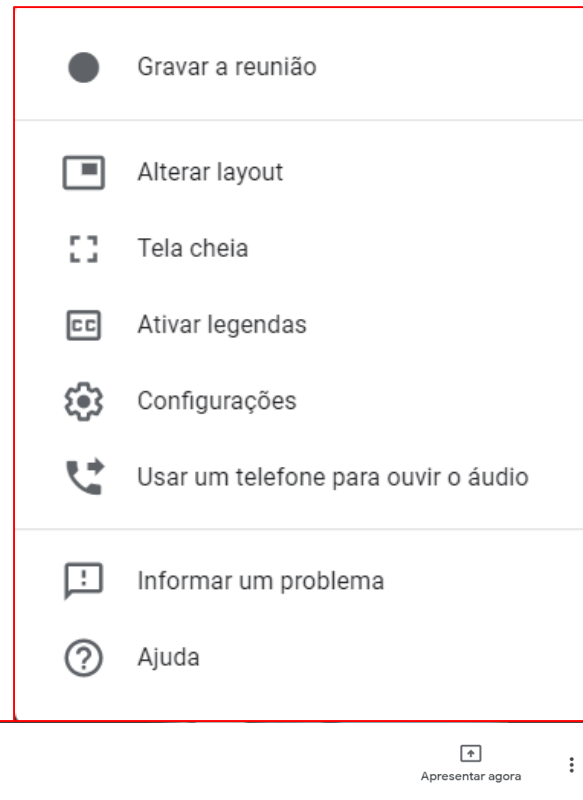 Gravar a reunião
Alterar layout
Tela cheia
CC Ativar legendas
Configurações
Usar um telefone para ouvir o áudio
Informar um problema
Ajuda
Apresentar agora